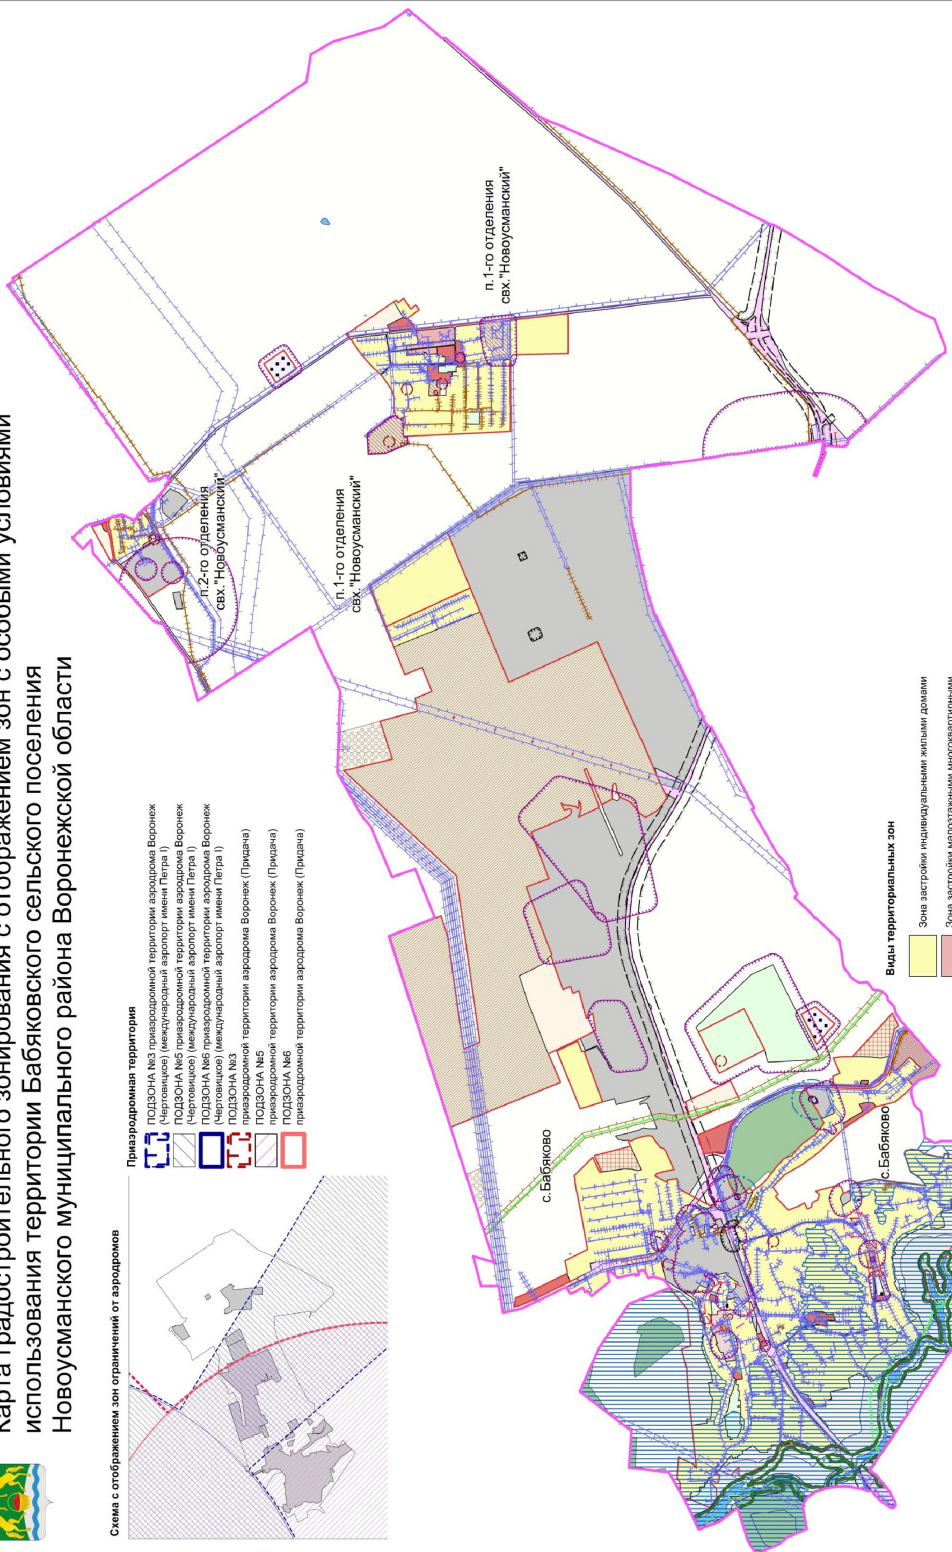 Карта градостроительного зонирования с отображением зон с особыми условиями
использования территории Бабяковского сельского поселения
Новоусманского муниципального района Воронежской области
Схема с отображением зон ограничений от аэродромов
Приаэродромная территория
ПОДЗОНА №3 приаэродромной территории аэродрома Воронеж
(Чертовицкое) (международный аэропорт имени Петра I)
ПОДЗОНА №5 приаэродромной территории аэродрома Воронеж
(Чертовицкое) (международный аэропорт имени Петра I)
ПОДЗОНА №6 приаэродромной территории аэродрома Воронеж
(Чертовицкое) (международный аэропорт имени Петра I)
ПОДЗОНА №3
приаэродромной территории аэродрома Воронеж (Придача)
ПОДЗОНА №5
приаэродромной территории аэродрома Воронеж (Придача)
ПОДЗОНА №6
приаэродромной территории аэродрома Воронеж (Придача)
п.2-го отделения
свх."Новоусманский"
п.1-го отделения
свх."Новоусманский"
п.1-го отделения
свх."Новоусманский"
с.Бабяково
с.Бабяково
Виды территориальных зон
Зона застройки индивидуальными жилыми домами
Зона застройки малоэтажными многоквартирными